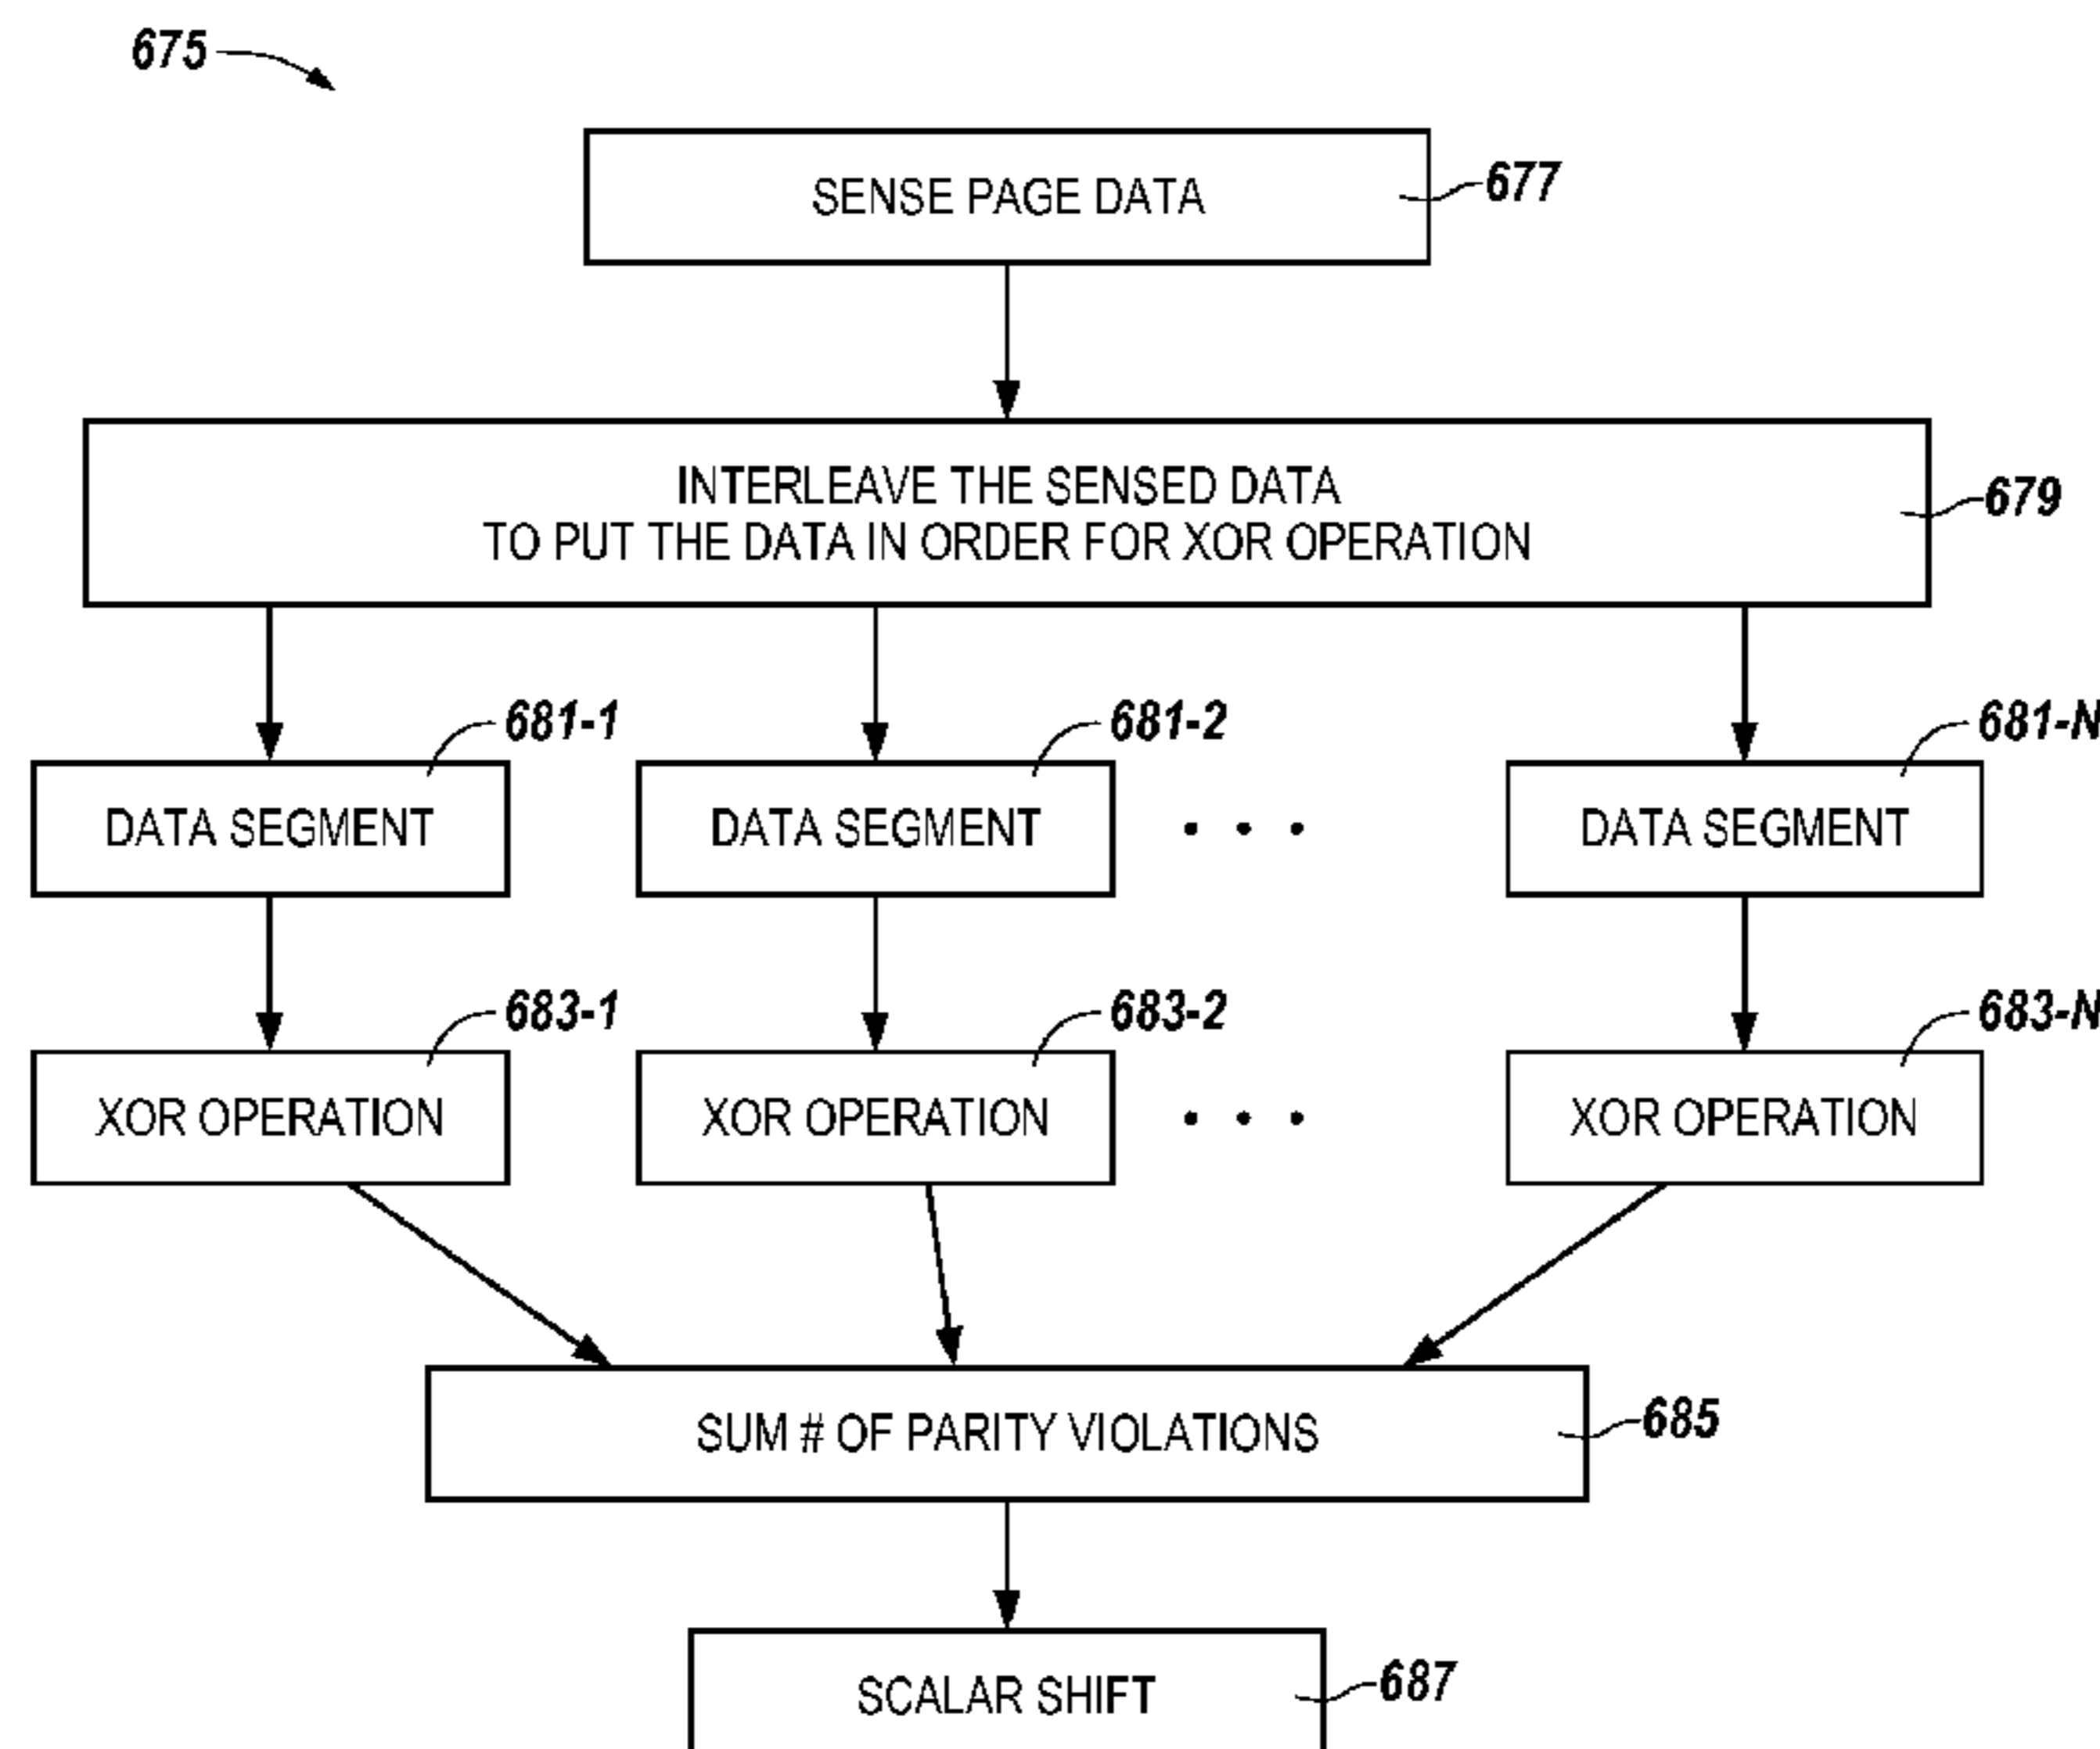 675
SENSE PAGE DATA
677
INTERLEAVE THE SENSED DATA
TO PUT THE DATA IN ORDER FOR XOR OPERATION
679
681-1
681-2
681-N
DATA SEGMENT
DATA SEGMENT
• • •
DATA SEGMENT
683-1
683-2
683-N
XOR OPERATION
XOR OPERATION
• • •
XOR OPERATION
SUM # OF PARITY VIOLATIONS
685
SCALAR SHIFT
687